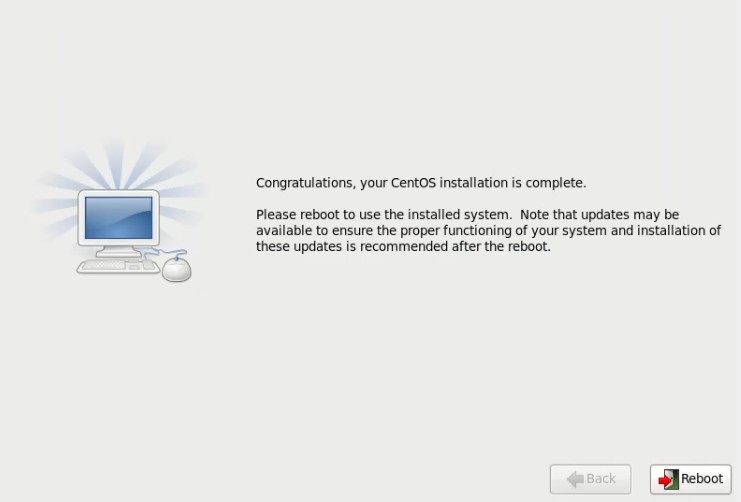 Congratulations, your CentOS installation is complete.
Please reboot to use the installed system.  Note that updates may be
available to ensure the proper functioning of your system and installation of
these updates is recommended after the reboot.
Back
Reboot